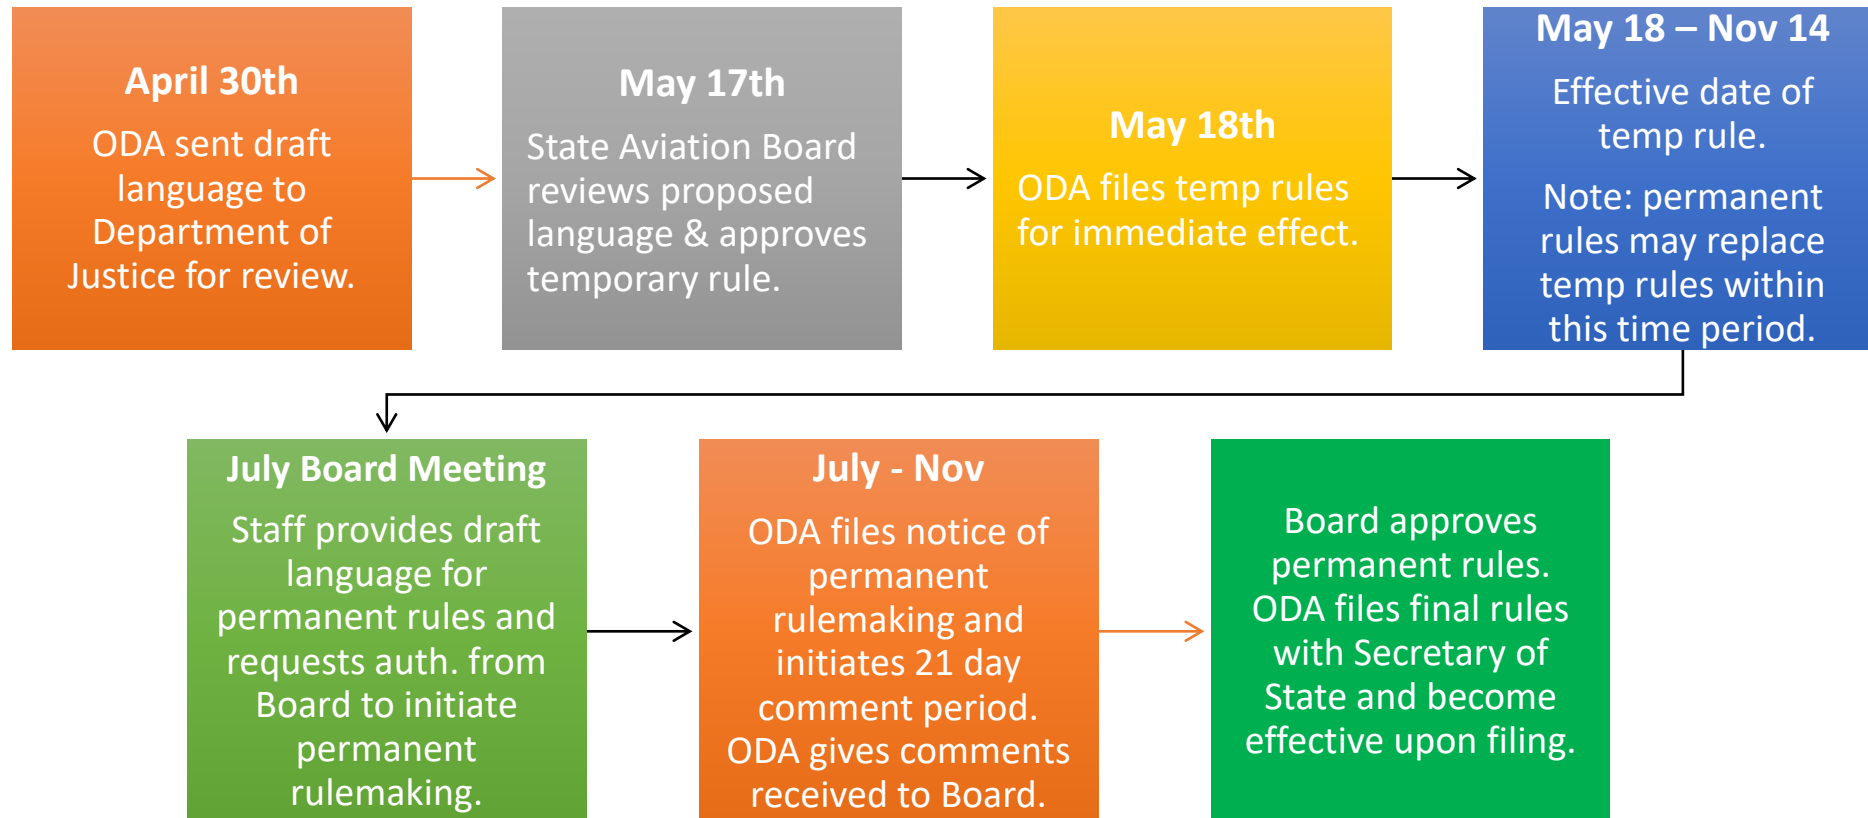 April 30th
ODA sent draft
language to
Department of
Justice for review.
May 17th
State Aviation Board
reviews proposed
language & approves
temporary rule.
May 18th
ODA files temp rules
for immediate effect.
May 18 – Nov 14
Effective date of
temp rule.
Note: permanent
rules may replace
temp rules within
this time period.
July Board Meeting
Staff provides draft
language for
permanent rules and
requests auth. from
Board to initiate
permanent
rulemaking.
July - Nov
ODA files notice of
permanent
rulemaking and
initiates 21 day
comment period.
ODA gives comments
received to Board.
Board approves
permanent rules.
ODA files final rules
with Secretary of
State and become
effective upon filing.